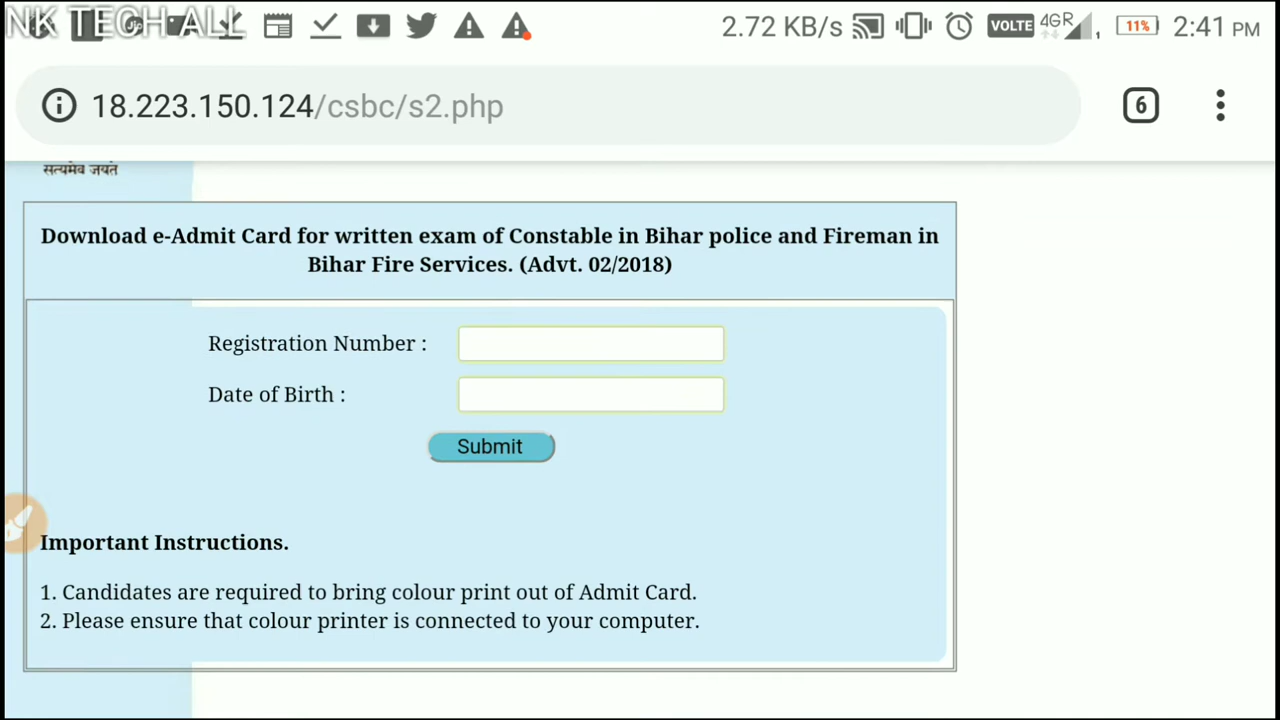 NK TECH ALL
2.72 KB/s VOLTE 4GR 1 11% 2:41 PM
18.223.150.124/csbc/s2.php 6
सत्यमेव जयते
Download e-Admit Card for written exam of Constable in Bihar police and Fireman in
Bihar Fire Services. (Advt. 02/2018)
Registration Number :
Date of Birth :
Submit
Important Instructions.
1. Candidates are required to bring colour print out of Admit Card.
2. Please ensure that colour printer is connected to your computer.